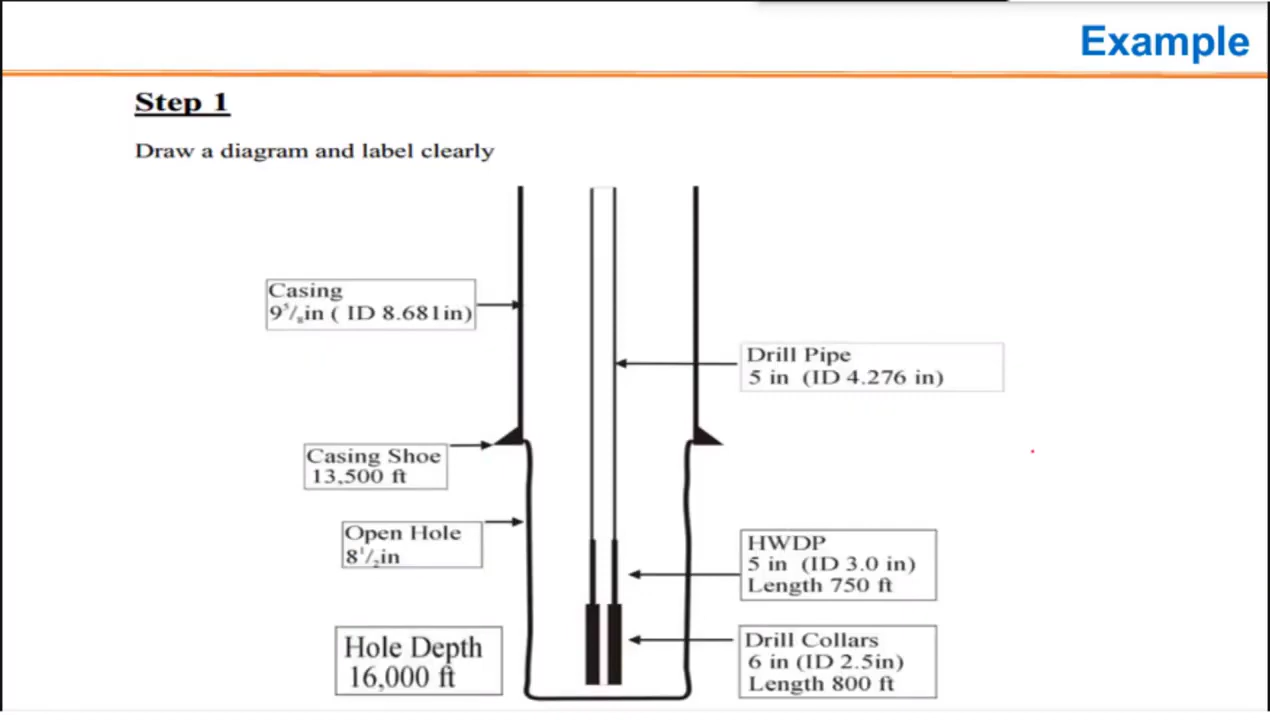 Example
Step 1
Draw a diagram and label clearly
Casing
9⁵/₈in ( ID 8.681in)
Drill Pipe
5 in (ID 4.276 in)
Casing Shoe
13,500 ft
Open Hole
8¹/₂in
HWDP
5 in (ID 3.0 in)
Length 750 ft
Hole Depth
16,000 ft
Drill Collars
6 in (ID 2.5in)
Length 800 ft